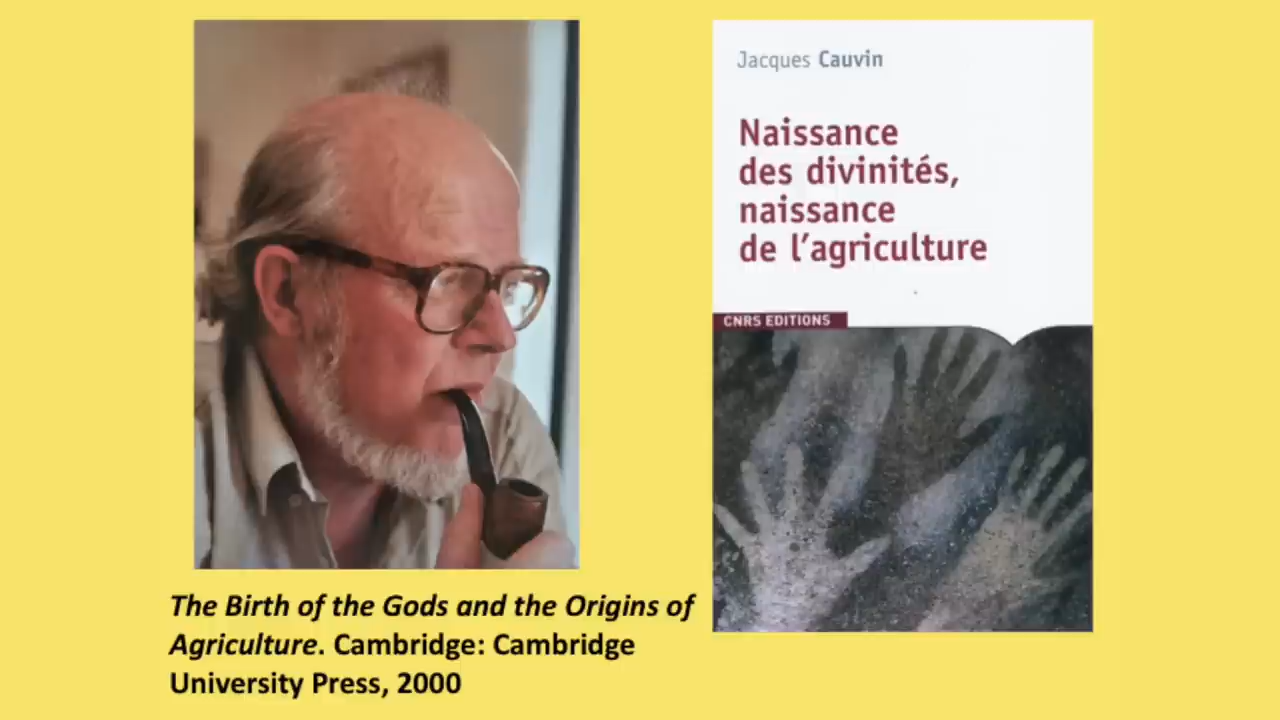 Jacques Cauvin
Naissance
des divinités,
naissance
de l'agriculture
CNRS EDITIONS
The Birth of the Gods and the Origins of
Agriculture. Cambridge: Cambridge
University Press, 2000